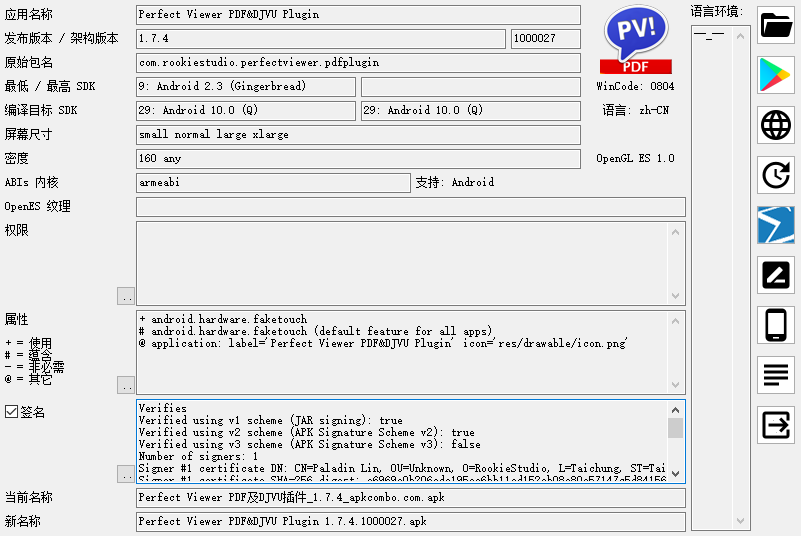 应用名称 Perfect Viewer PDF&DJVU Plugin
语言环境:
发布版本 / 架构版本 1.7.4 1000027
PV!
PDF
__ __
原始包名 com.rookiestudio.perfectviewer.pdfplugin
最低 / 最高 SDK 9: Android 2.3 (Gingerbread) WinCode: 0804
编译目标 SDK 29: Android 10.0 (Q) 29: Android 10.0 (Q) 语言: zh-CN
屏幕尺寸 small normal large xlarge
密度 160 any OpenGL ES 1.0
ABIs 内核 armeabi 支持: Android
OpenES 纹理
权限
..
属性
+ android.hardware.faketouch
# android.hardware.faketouch (default feature for all apps)
@ application: label='Perfect Viewer PDF&DJVU Plugin' icon='res/drawable/icon.png'
+ = 使用
# = 蕴含
- = 非必需
@ = 其它
..
签名
Verifies
Verified using v1 scheme (JAR signing): true
Verified using v2 scheme (APK Signature Scheme v2): true
Verified using v3 scheme (APK Signature Scheme v3): false
Number of signers: 1
Signer #1 certificate DN: CN=Paladin Lin, OU=Unknown, O=RookieStudio, L=Taichung, ST=Tai
Signer #1 certificate SHA-256 digest:
..
当前名称 Perfect Viewer PDF及DJVU插件_1.7.4_apkcombo.com.apk
新名称 Perfect Viewer PDF&DJVU Plugin 1.7.4.1000027.apk